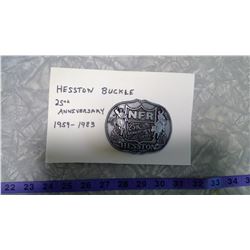 HESSTON BUCKLE
25TH
ANNIVERSARY
1959-1983
NFR
HESSTON
22 23 24 25 26 27 28 29 30 31 32 33 34